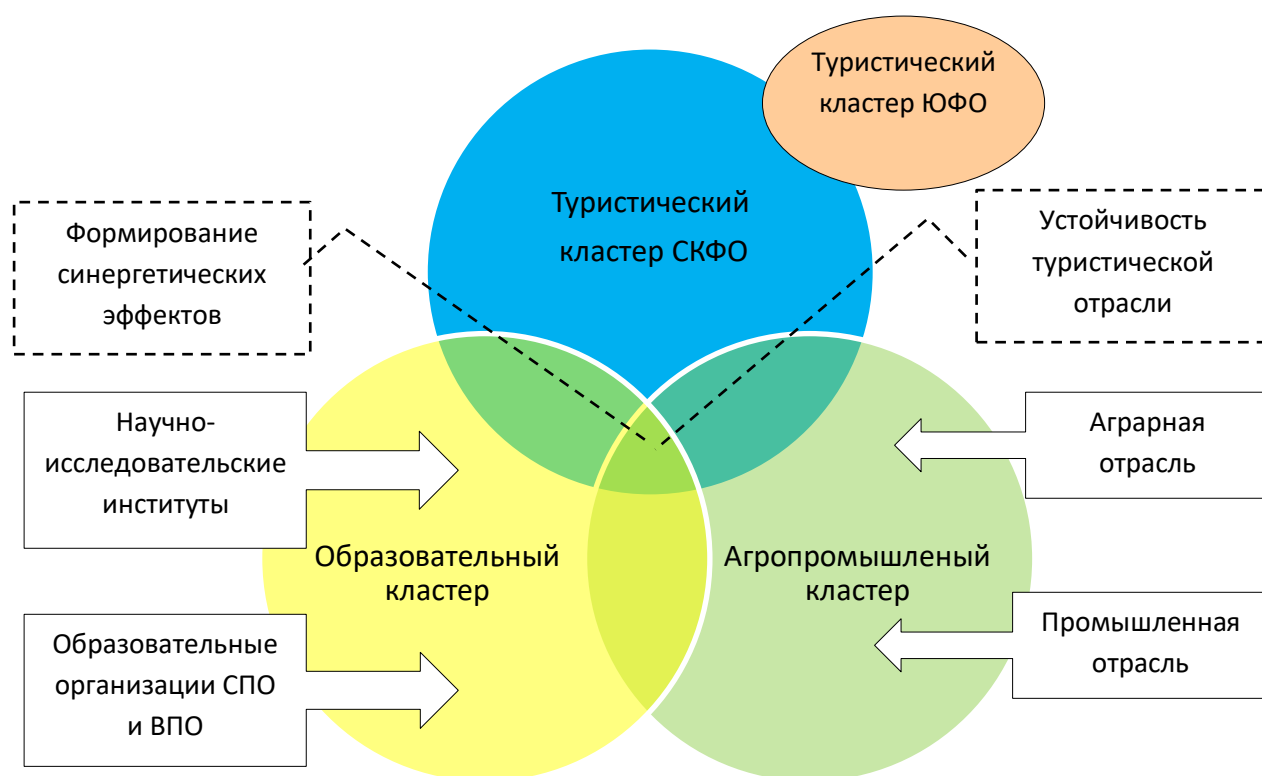 Туристический
кластер ЮФО
Туристический
кластер СКФО
Формирование
синергетических
эффектов
Устойчивость
туристической
отрасли
Научно-
исследовательские
институты
Аграрная
отрасль
Образовательный
кластер
Агропромышленый
кластер
Образовательные
организации СПО
и ВПО
Промышленная
отрасль